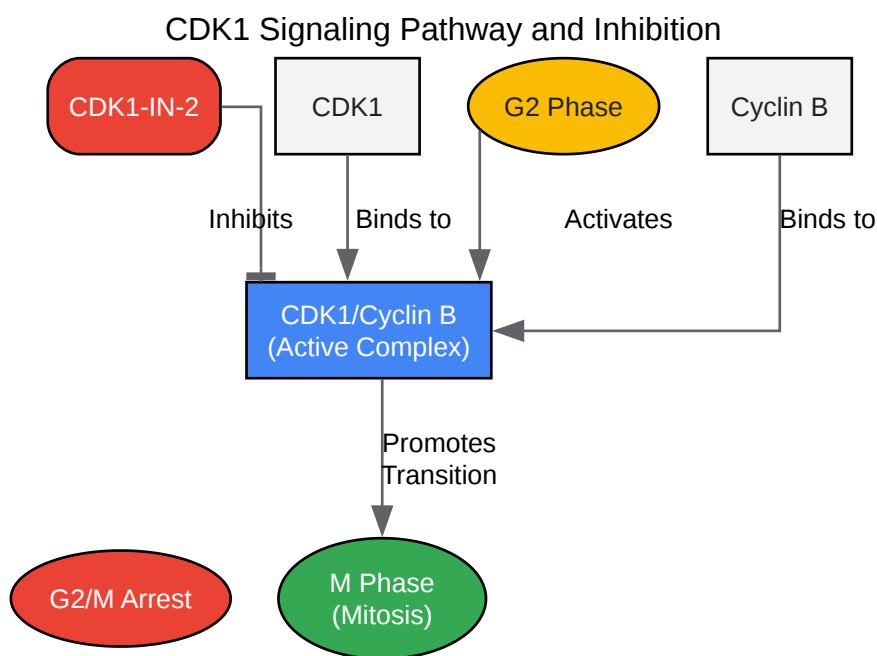 CDK1 Signaling Pathway and Inhibition
CDK1-IN-2
CDK1
G2 Phase
Cyclin B
Inhibits
Binds to
Activates
Binds to
CDK1/Cyclin B
(Active Complex)
Promotes
Transition
G2/M Arrest
M Phase
(Mitosis)